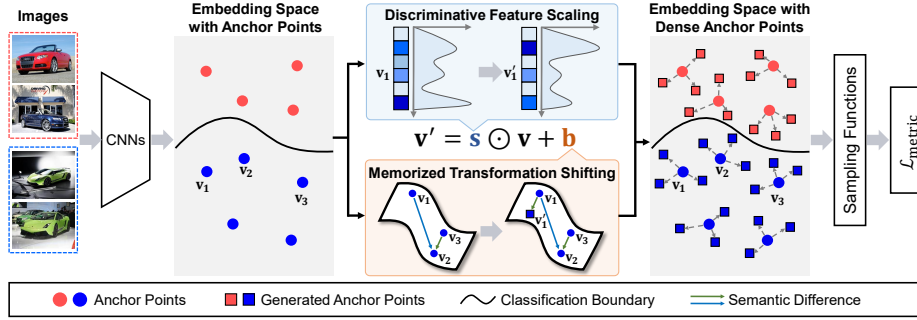 Images
Embedding Space
with Anchor Points
Discriminative Feature Scaling
Embedding Space with
Dense Anchor Points
CNNs
v₁
v₂
v₃
v₁
v₁′
v′ = s ⊙ v + b
Memorized Transformation Shifting
v₁
v₃
v₂
v₁
v₁′
v₃
v₂
v₁
v₂
v₃
Sampling Functions
ℒmetric
Anchor Points
Generated Anchor Points
Classification Boundary
Semantic Difference